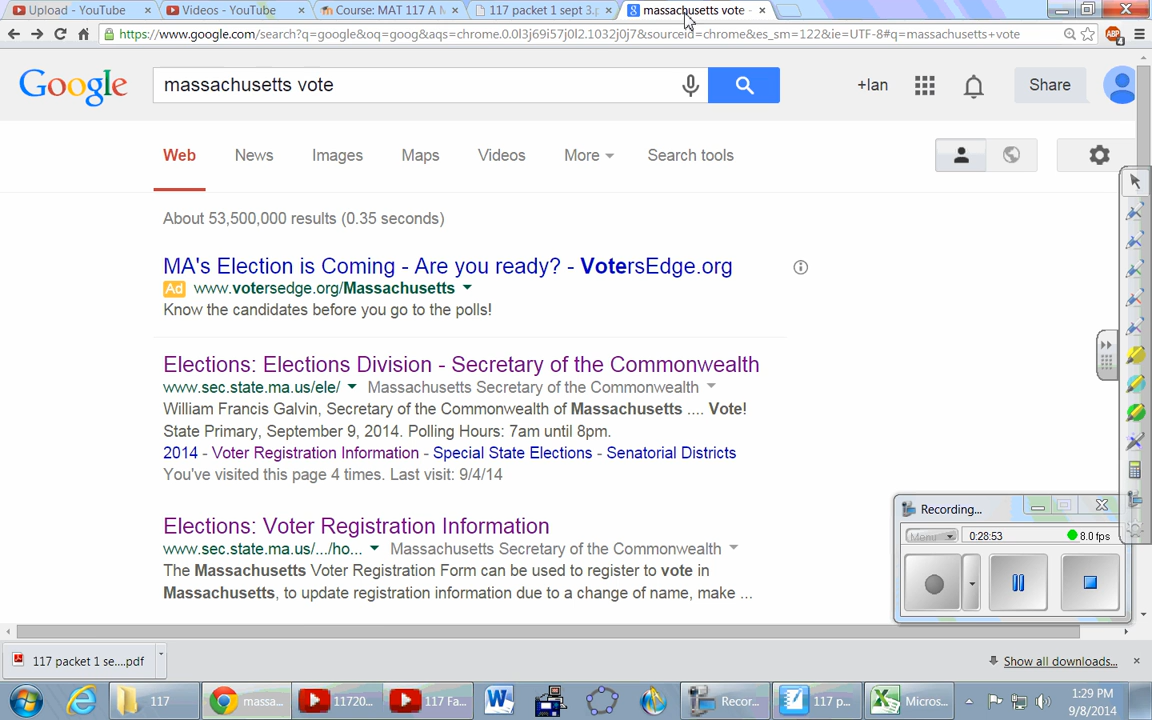 Upload - YouTube
Videos - YouTube
Course: MAT 117 A M
117 packet 1 sept 3.p
massachusetts vote -
https://www.google.com/search?q=google&oq=goog&aqs=chrome.0.0l3j69i57j0l2.1032j0j7&sourceid=chrome&es_sm=122&ie=UTF-8#q=massachusetts+vote
ABP
4
Google
massachusetts vote
+Ian
Share
Web
News
Images
Maps
Videos
More
Search tools
About 53,500,000 results (0.35 seconds)
MA's Election is Coming - Are you ready? - VotersEdge.org
Ad www.votersedge.org/Massachusetts
Know the candidates before you go to the polls!
Elections: Elections Division - Secretary of the Commonwealth
www.sec.state.ma.us/ele/ Massachusetts Secretary of the Commonwealth
William Francis Galvin, Secretary of the Commonwealth of Massachusetts .... Vote!
State Primary, September 9, 2014. Polling Hours: 7am until 8pm.
2014 - Voter Registration Information - Special State Elections - Senatorial Districts
You've visited this page 4 times. Last visit: 9/4/14
Elections: Voter Registration Information
www.sec.state.ma.us/.../ho... Massachusetts Secretary of the Commonwealth
The Massachusetts Voter Registration Form can be used to register to vote in
Massachusetts, to update registration information due to a change of name, make ...
Recording...
Menu
0:28:53
8.0 fps
117 packet 1 se....pdf
Show all downloads...
117
massa...
11720...
117 Fa...
Recor...
117 p...
Micros...
1:29 PM
9/8/2014